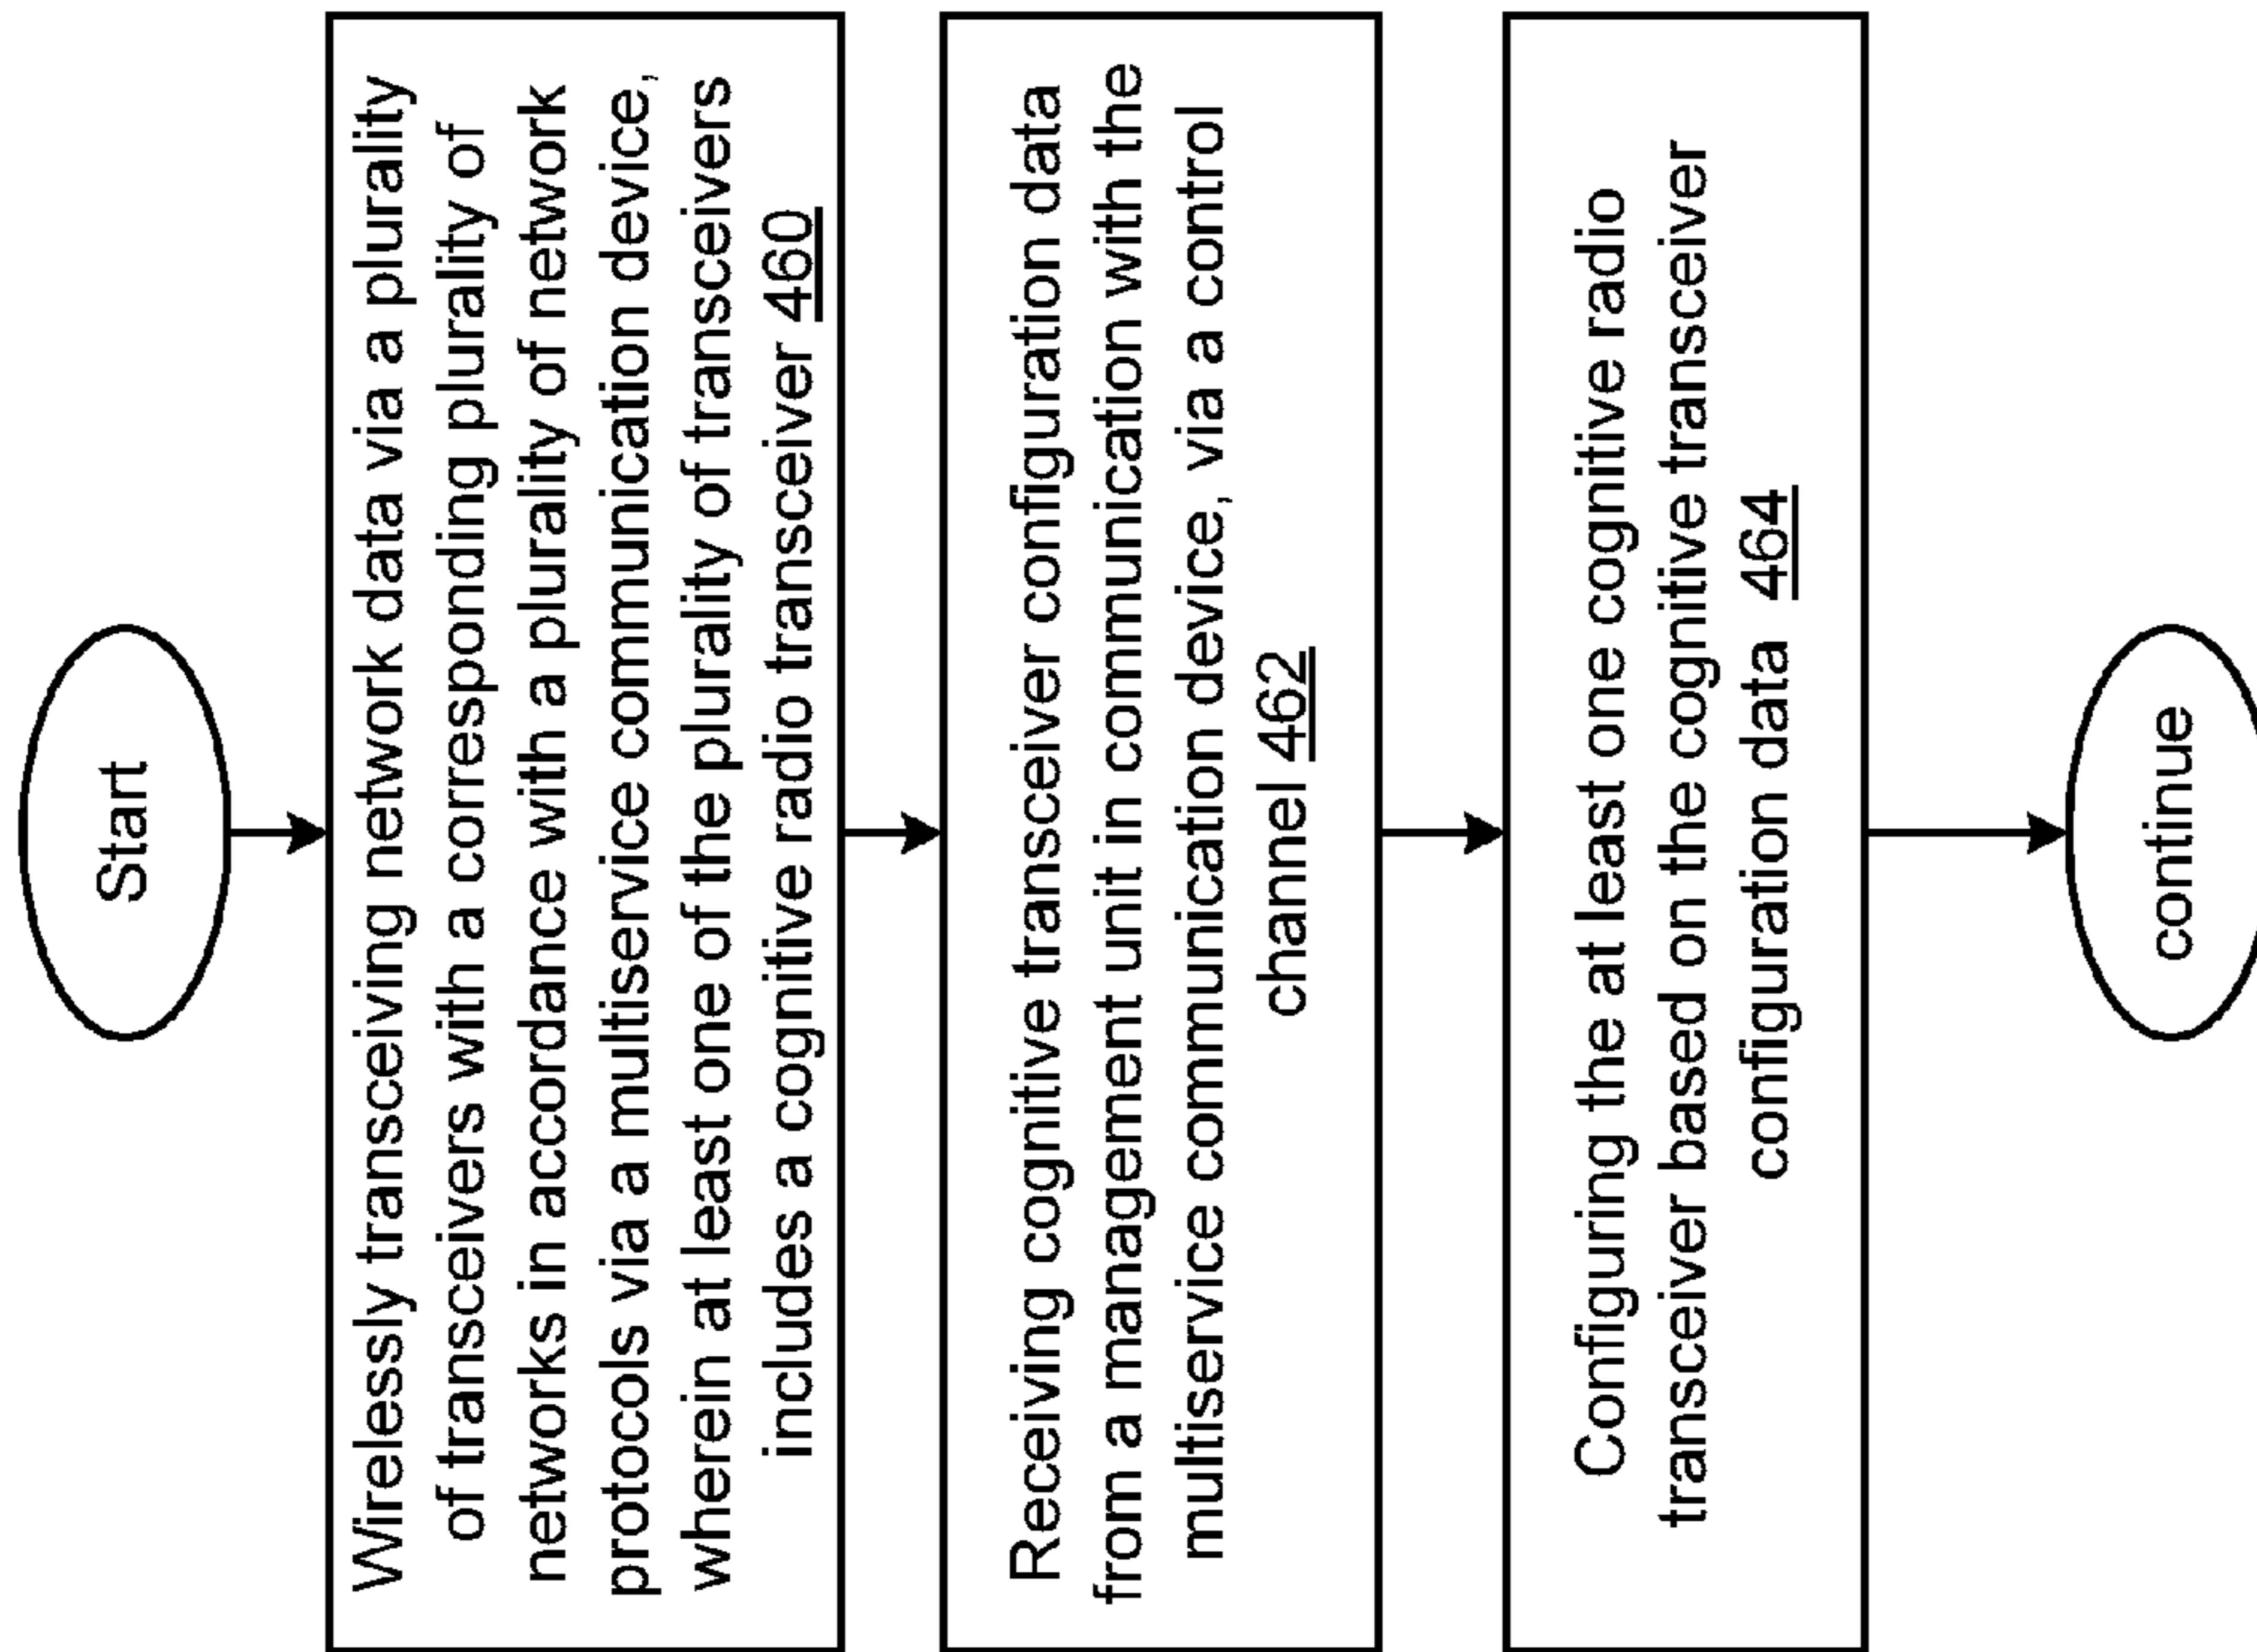 Start
Wirelessly transceiving network data via a plurality
of transceivers with a corresponding plurality of
networks in accordance with a plurality of network
protocols via a multiservice communication device,
wherein at least one of the plurality of transceivers
includes a cognitive radio transceiver 460
Receiving cognitive transceiver configuration data
from a management unit in communication with the
multiservice communication device, via a control
channel 462
Configuring the at least one cognitive radio
transceiver based on the cognitive transceiver
configuration data 464
continue